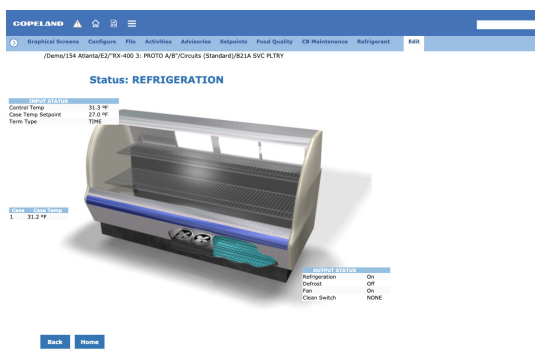 COPELAND
Graphical Screens Configure File Activities Advisories Setpoints Food Quality CB Maintenance Refrigerant Edit
/Demo/154 Atlanta/E2/"RX-400 3: PROTO A/B"/Circuits (Standard)/B21A SVC PLTRY
Status: REFRIGERATION
INPUT STATUS
Control Temp 31.3 ºF
Case Temp Setpoint 27.0 ºF
Term Type TIME
Case Case Temp
1 31.2 ºF
OUTPUT STATUS
Refrigeration On
Defrost Off
Fan On
Clean Switch NONE
Back Home